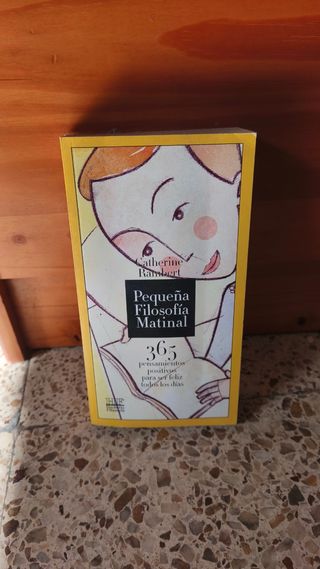 Catherine
Rambert
Pequeña
Filosofía
Matinal
365
pensamientos
positivos
para ser feliz
todos los días